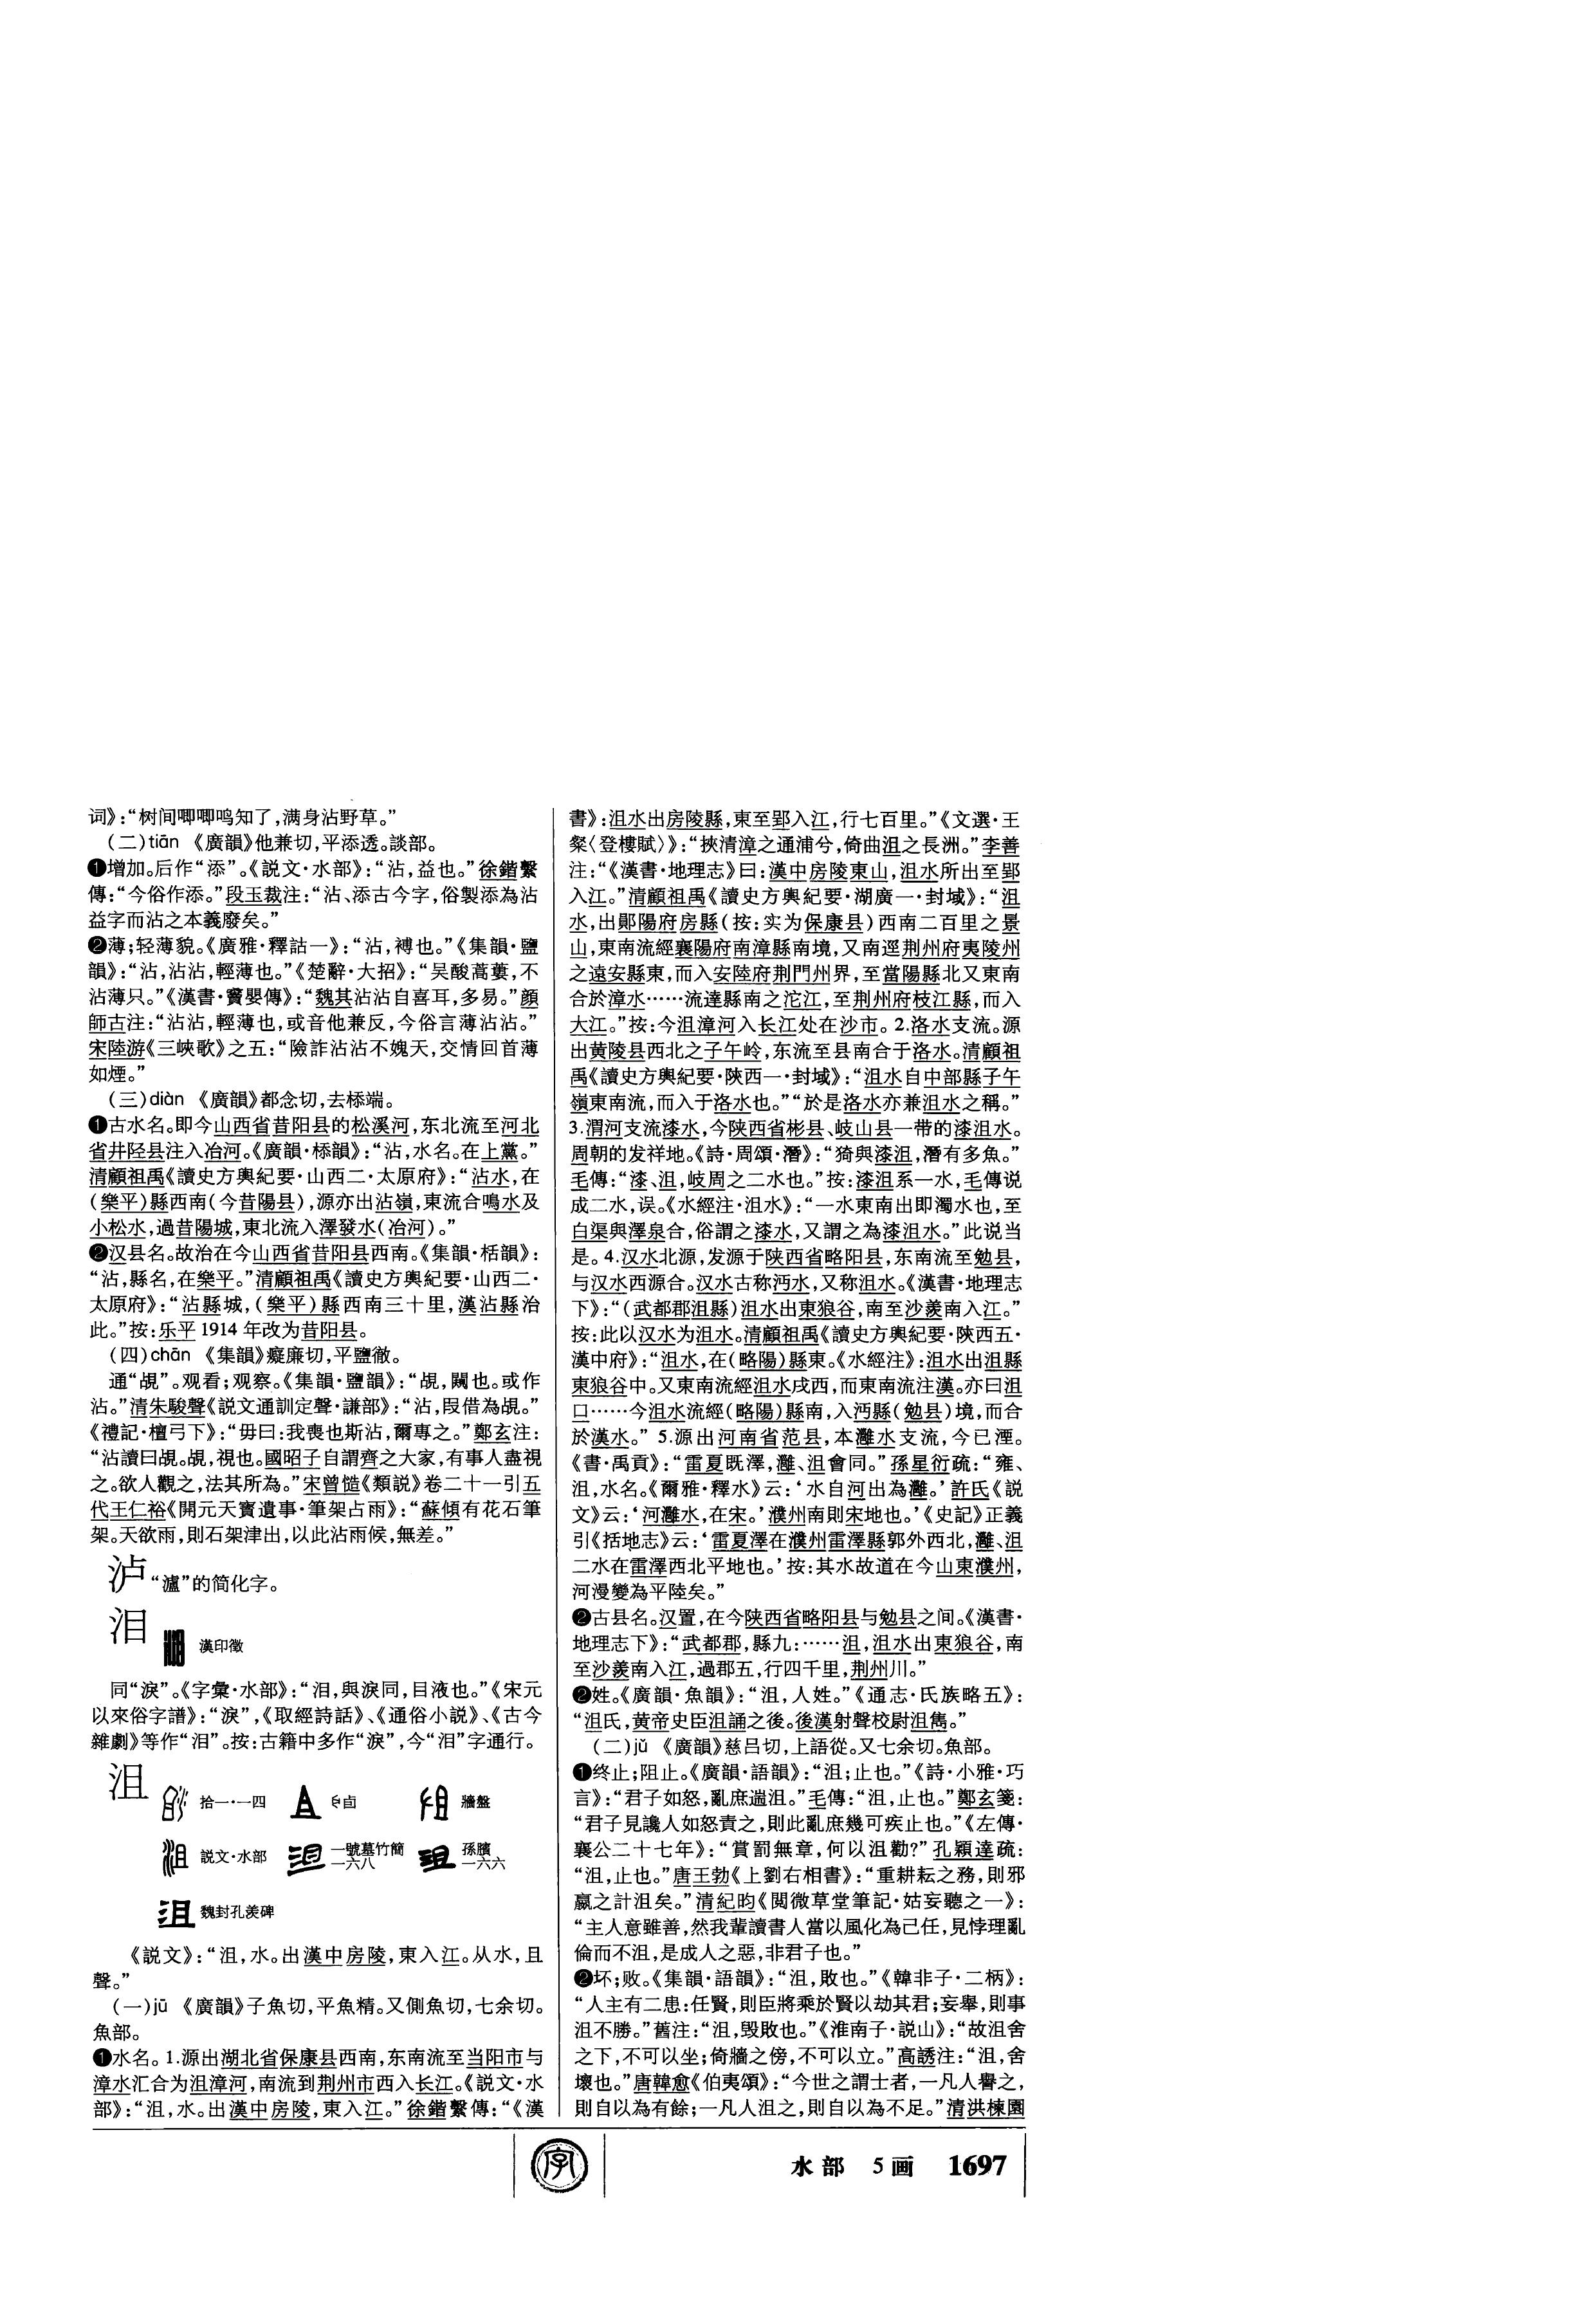 词》：“树间唧唧鸣知了，满身沾野草。”
（二）tiān 《廣韻》他兼切，平添透。談部。
❶增加。后作“添”。《説文·水部》：“沾，益也。”徐鍇繫
傳：“今俗作添。”段玉裁注：“沾、添古今字，俗製添為沾
益字而沾之本義廢矣。”
❷薄；轻薄貌。《廣雅·釋詁一》：“沾，䙏也。”《集韻·鹽
韻》：“沾，沾沾，輕薄也。”《楚辭·大招》：“吴酸蒿蔞，不
沾薄只。”《漢書·竇嬰傳》：“魏其沾沾自喜耳，多易。”顔
師古注：“沾沾，輕薄也，或音他兼反，今俗言薄沾沾。”
宋陸游《三峽歌》之五：“險詐沾沾不媿天，交情回首薄
如煙。”
（三）diàn 《廣韻》都念切，去㮇端。
❶古水名。即今山西省昔阳县的松溪河，东北流至河北
省井陉县注入冶河。《廣韻·㮇韻》：“沾，水名。在上黨。”
清顧祖禹《讀史方輿紀要·山西二·太原府》：“沾水，在
（樂平）縣西南（今昔陽县），源亦出沾嶺，東流合鳴水及
小松水，過昔陽城，東北流入澤發水（冶河）。”
❷汉县名。故治在今山西省昔阳县西南。《集韻·栝韻》：
“沾，縣名，在樂平。”清顧祖禹《讀史方輿紀要·山西二·
太原府》：“沾縣城，（樂平）縣西南三十里，漢沾縣治
此。”按：乐平 1914 年改为昔阳县。
（四）chān 《集韻》癡廉切，平鹽徹。
通“覘”。观看；观察。《集韻·鹽韻》：“覘，闚也。或作
沾。”清朱駿聲《説文通訓定聲·謙部》：“沾，叚借為覘。”
《禮記·檀弓下》：“毋曰：我喪也斯沾，爾專之。”鄭玄注：
“沾讀曰覘。覘，視也。國昭子自謂齊之大家，有事人盡視
之。欲人觀之，法其所為。”宋曾慥《類説》卷二十一引五
代王仁裕《開元天寳遺事·筆架占雨》：“蘇傾有花石筆
架。天欲雨，則石架津出，以此沾雨候，無差。”
泸 “瀘”的简化字。
泪 漢印徵
同“淚”。《字彙·水部》：“泪，與淚同，目液也。”《宋元
以來俗字譜》：“淚”，《取經詩話》、《通俗小説》、《古今
雜劇》等作“泪”。按：古籍中多作“淚”，今“泪”字通行。
沮 拾一·一四 牆盤
説文·水部 一號墓竹簡一六八 孫臏一六六
魏封孔羨碑
《説文》：“沮，水。出漢中房陵，東入江。从水，且
聲。”
（一）jū 《廣韻》子魚切，平魚精。又側魚切，七余切。
魚部。
❶水名。1.源出湖北省保康县西南，东南流至当阳市与
漳水汇合为沮漳河，南流到荆州市西入长江。《説文·水
部》：“沮，水。出漢中房陵，東入江。”徐鍇繫傳：“《漢
書》：沮水出房陵縣，東至郢入江，行七百里。”《文選·王
粲〈登樓賦〉》：“挾清漳之通浦兮，倚曲沮之長洲。”李善
注：“《漢書·地理志》曰：漢中房陵東山，沮水所出至郢
入江。”清顧祖禹《讀史方輿紀要·湖廣一·封域》：“沮
水，出鄖陽府房縣（按：实为保康县）西南二百里之景
山，東南流經襄陽府南漳縣南境，又南逕荆州府夷陵州
之遠安縣東，而入安陸府荆門州界，至當陽縣北又東南
合於漳水……流達縣南之沱江，至荆州府枝江縣，而入
大江。”按：今沮漳河入长江处在沙市。2.洛水支流。源
出黄陵县西北之子午岭，东流至县南合于洛水。清顧祖
禹《讀史方輿紀要·陝西一·封域》：“沮水自中部縣子午
嶺東南流，而入于洛水也。”“於是洛水亦兼沮水之稱。”
3.渭河支流漆水，今陕西省彬县、岐山县一带的漆沮水。
周朝的发祥地。《詩·周頌·潛》：“猗與漆沮，潛有多魚。”
毛傳：“漆、沮，岐周之二水也。”按：漆沮系一水，毛傳说
成二水，误。《水經注·沮水》：“一水東南出即濁水也，至
白渠與澤泉合，俗謂之漆水，又謂之為漆沮水。”此说当
是。4.汉水北源，发源于陕西省略阳县，东南流至勉县，
与汉水西源合。汉水古称沔水，又称沮水。《漢書·地理志
下》：“（武都郡沮縣）沮水出東狼谷，南至沙羨南入江。”
按：此以汉水为沮水。清顧祖禹《讀史方輿紀要·陝西五·
漢中府》：“沮水，在（略陽）縣東。《水經注》：沮水出沮縣
東狼谷中。又東南流經沮水戌西，而東南流注漢。亦曰沮
口……今沮水流經（略陽）縣南，入沔縣（勉县）境，而合
於漢水。” 5.源出河南省范县，本灉水支流，今已湮。
《書·禹貢》：“雷夏既澤，灉、沮會同。”孫星衍疏：“雍、
沮，水名。《爾雅·釋水》云：‘水自河出為灉。’許氏《説
文》云：‘河灉水，在宋。’濮州南則宋地也。’《史記》正義
引《括地志》云：‘雷夏澤在濮州雷澤縣郭外西北，灉、沮
二水在雷澤西北平地也。’按：其水故道在今山東濮州，
河漫變為平陸矣。”
❷古县名。汉置，在今陕西省略阳县与勉县之间。《漢書·
地理志下》：“武都郡，縣九：……沮，沮水出東狼谷，南
至沙羨南入江，過郡五，行四千里，荆州川。”
❷姓。《廣韻·魚韻》：“沮，人姓。”《通志·氏族略五》：
“沮氏，黄帝史臣沮誦之後。後漢射聲校尉沮雋。”
（二）jǔ 《廣韻》慈吕切，上語從。又七余切。魚部。
❶终止；阻止。《廣韻·語韻》：“沮；止也。”《詩·小雅·巧
言》：“君子如怒，亂庶遄沮。”毛傳：“沮，止也。”鄭玄箋：
“君子見讒人如怒責之，則此亂庶幾可疾止也。”《左傳·
襄公二十七年》：“賞罰無章，何以沮勸？”孔穎達疏：
“沮，止也。”唐王勃《上劉右相書》：“重耕耘之務，則邪
嬴之計沮矣。”清紀昀《閲微草堂筆記·姑妄聽之一》：
“主人意雖善，然我輩讀書人當以風化為己任，見悖理亂
倫而不沮，是成人之惡，非君子也。”
❷坏；败。《集韻·語韻》：“沮，敗也。”《韓非子·二柄》：
“人主有二患：任賢，則臣將乘於賢以劫其君；妄舉，則事
沮不勝。”舊注：“沮，毁敗也。”《淮南子·説山》：“故沮舍
之下，不可以坐；倚牆之傍，不可以立。”高誘注：“沮，舍
壞也。”唐韓愈《伯夷頌》：“今世之謂士者，一凡人譽之，
則自以為有餘；一凡人沮之，則自以為不足。”清洪楝園
字 水部 5画 1697